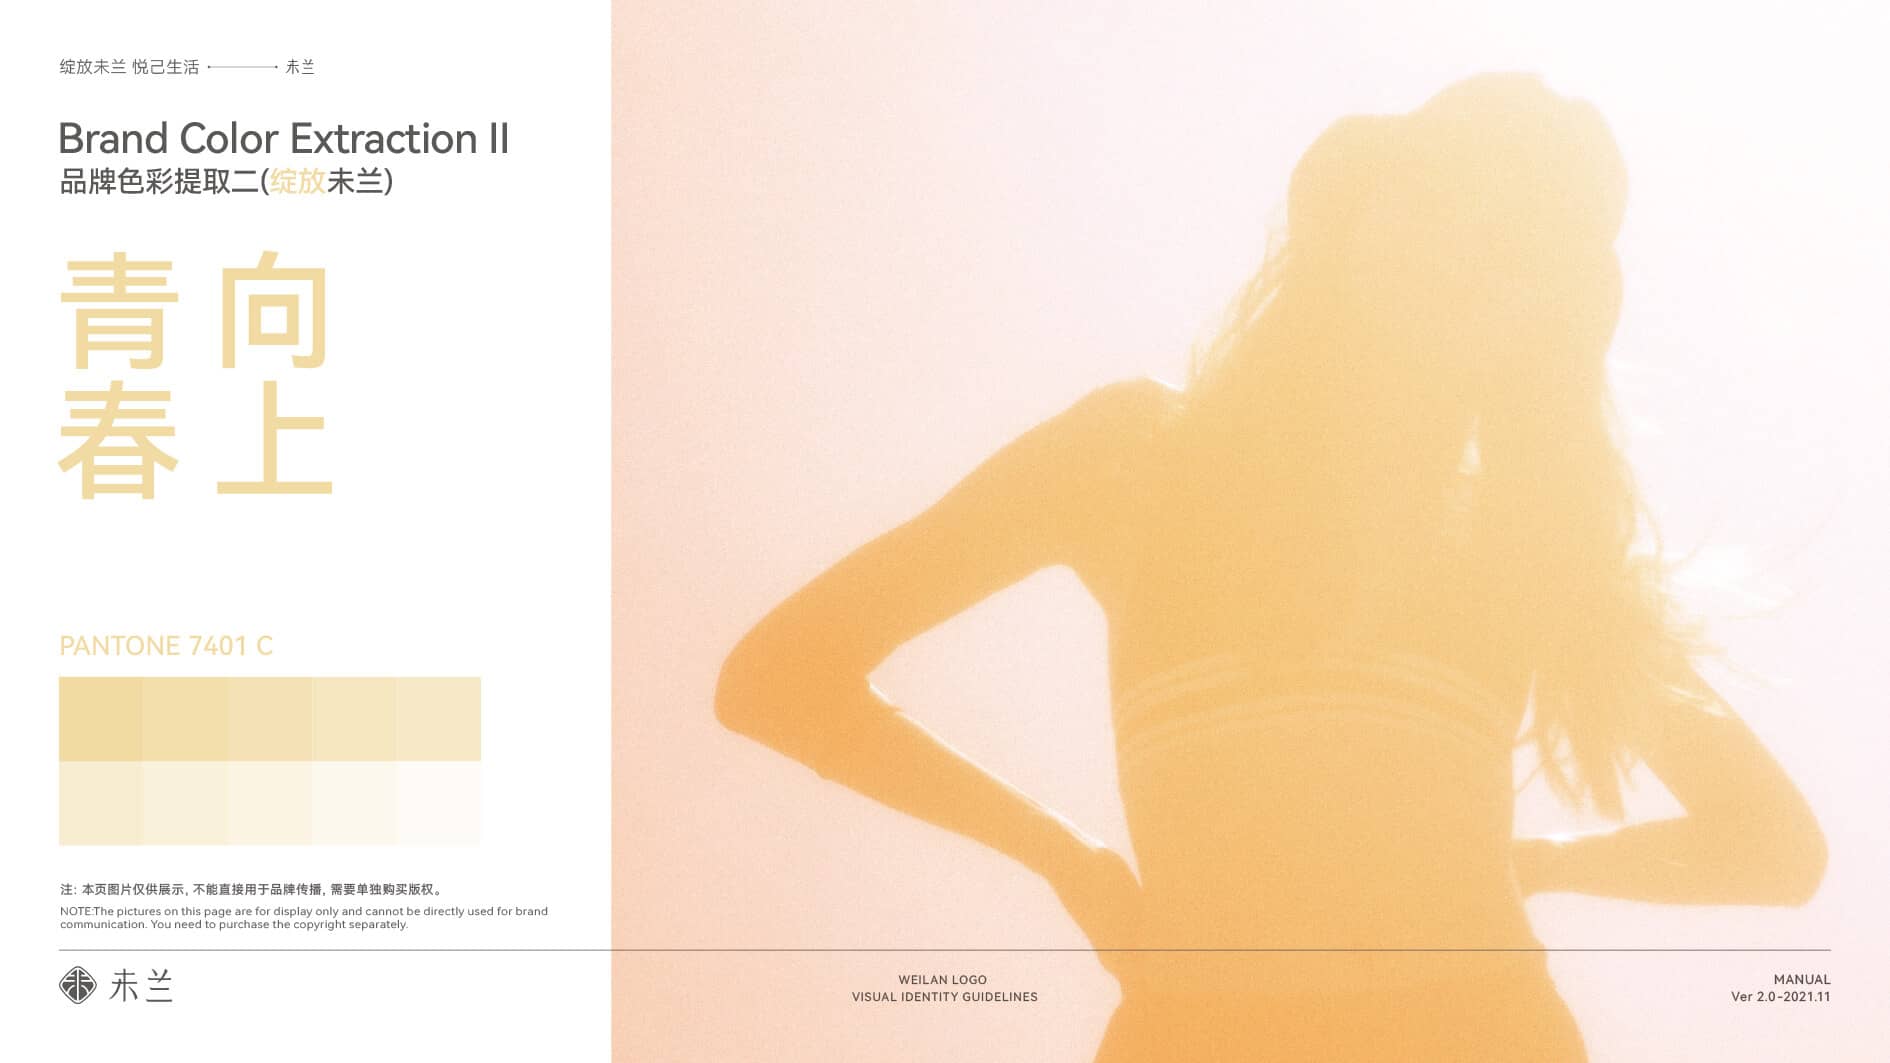 绽放未兰 悦己生活 未兰
Brand Color Extraction II
品牌色彩提取二(绽放未兰)
青 向
春 上
PANTONE 7401 C
注: 本页图片仅供展示, 不能直接用于品牌传播, 需要单独购买版权。
NOTE:The pictures on this page are for display only and cannot be directly used for brand
communication. You need to purchase the copyright separately.
未兰
WEILAN LOGO
VISUAL IDENTITY GUIDELINES
MANUAL
Ver 2.0-2021.11